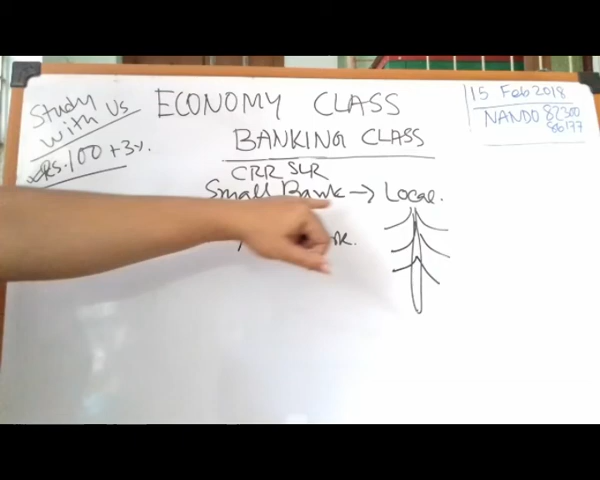 Study with Us
Rs.100 + 3%.
ECONOMY CLASS
BANKING CLASS
CRR SLR
Small Bank → Local.
15 Feb 2018
NANDO 82300
86177